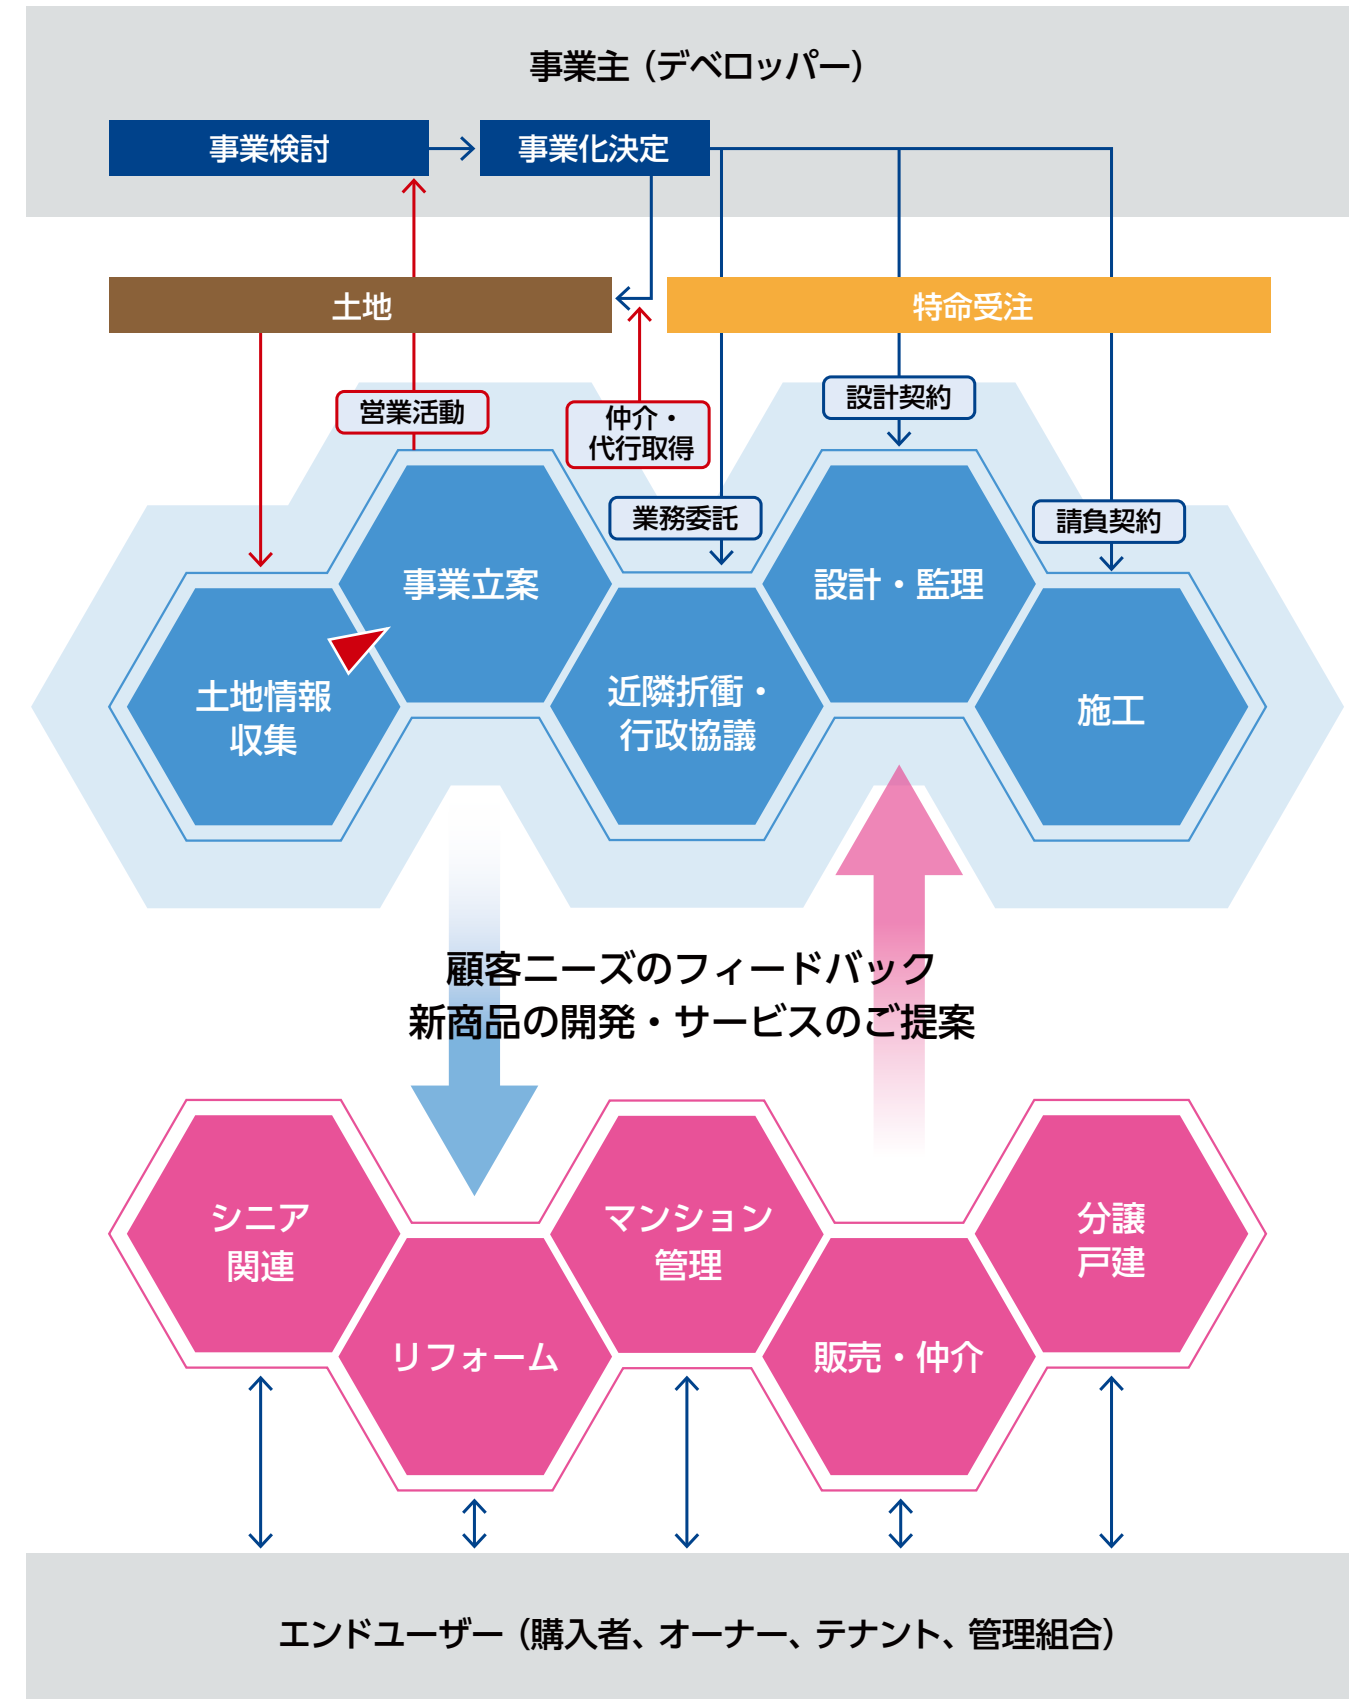 事業主（デベロッパー）
事業検討
事業化決定
土地
特命受注
営業活動
仲介・
代行取得
設計契約
業務委託
請負契約
事業立案
設計・監理
土地情報
収集
近隣折衝・
行政協議
施工
顧客ニーズのフィードバック
新商品の開発・サービスのご提案
シニア
関連
マンション
管理
分譲
戸建
リフォーム
販売・仲介
エンドユーザー（購入者、オーナー、テナント、管理組合）